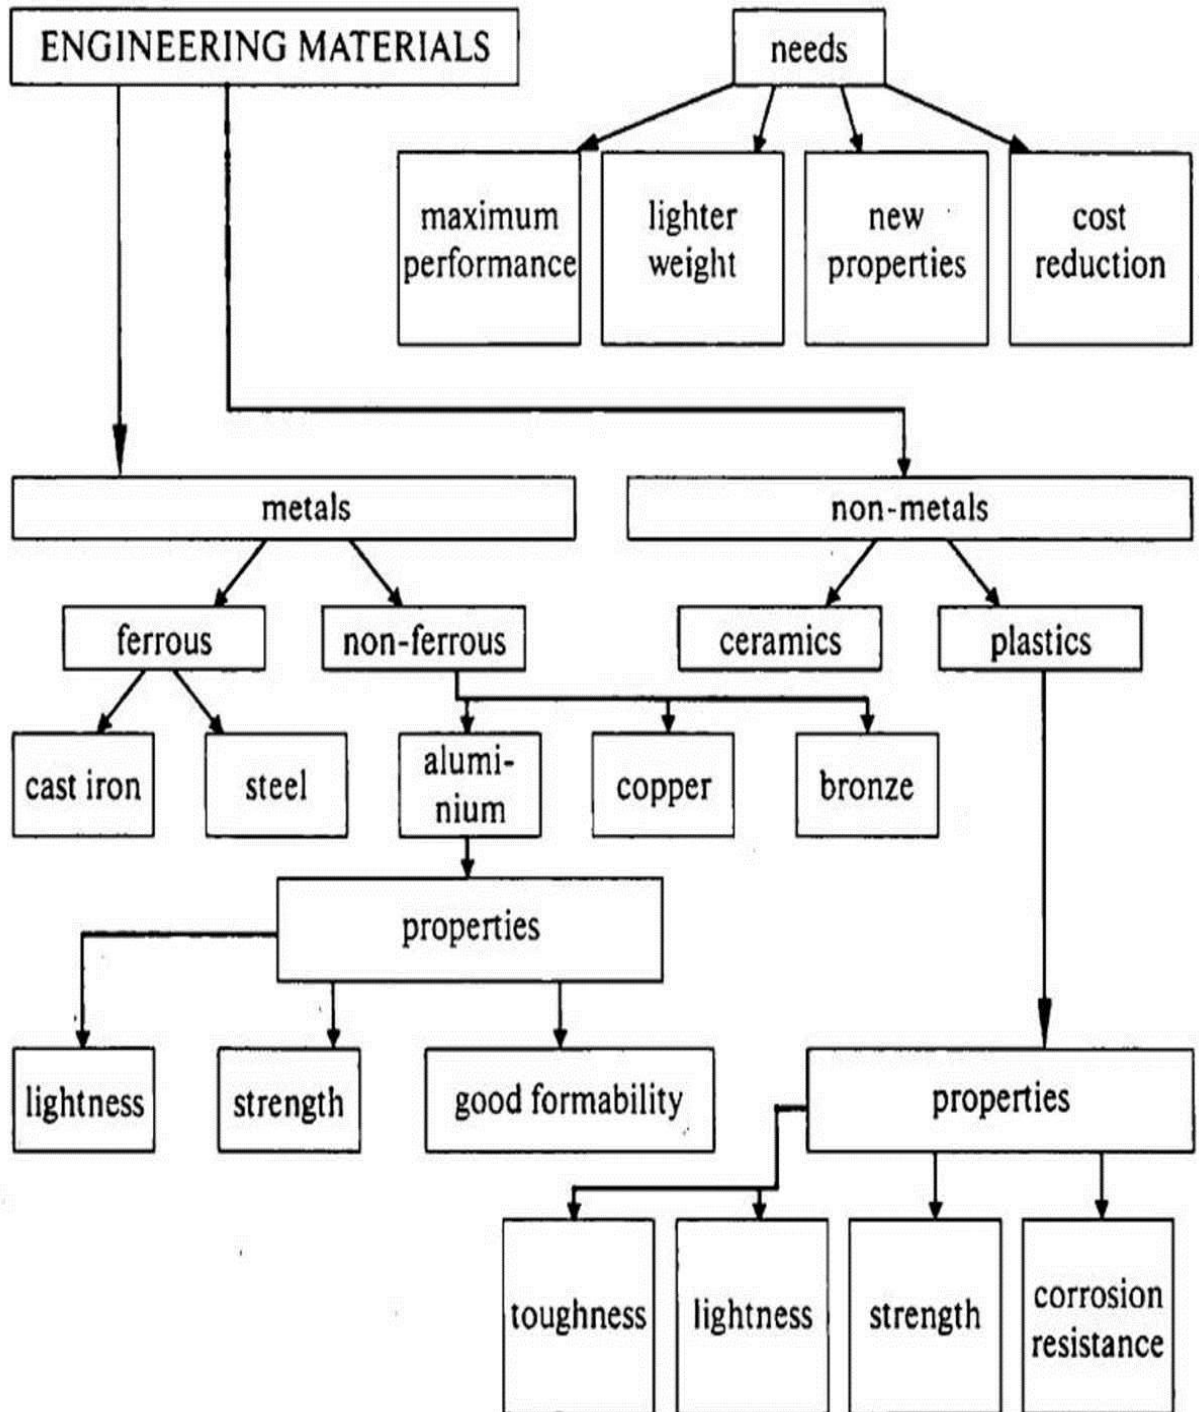 ENGINEERING MATERIALS
needs
maximum
performance
lighter
weight
new
properties
cost
reduction
metals
non-metals
ferrous
non-ferrous
ceramics
plastics
cast iron
steel
alumi-
nium
copper
bronze
properties
lightness
strength
good formability
properties
toughness
lightness
strength
corrosion
resistance